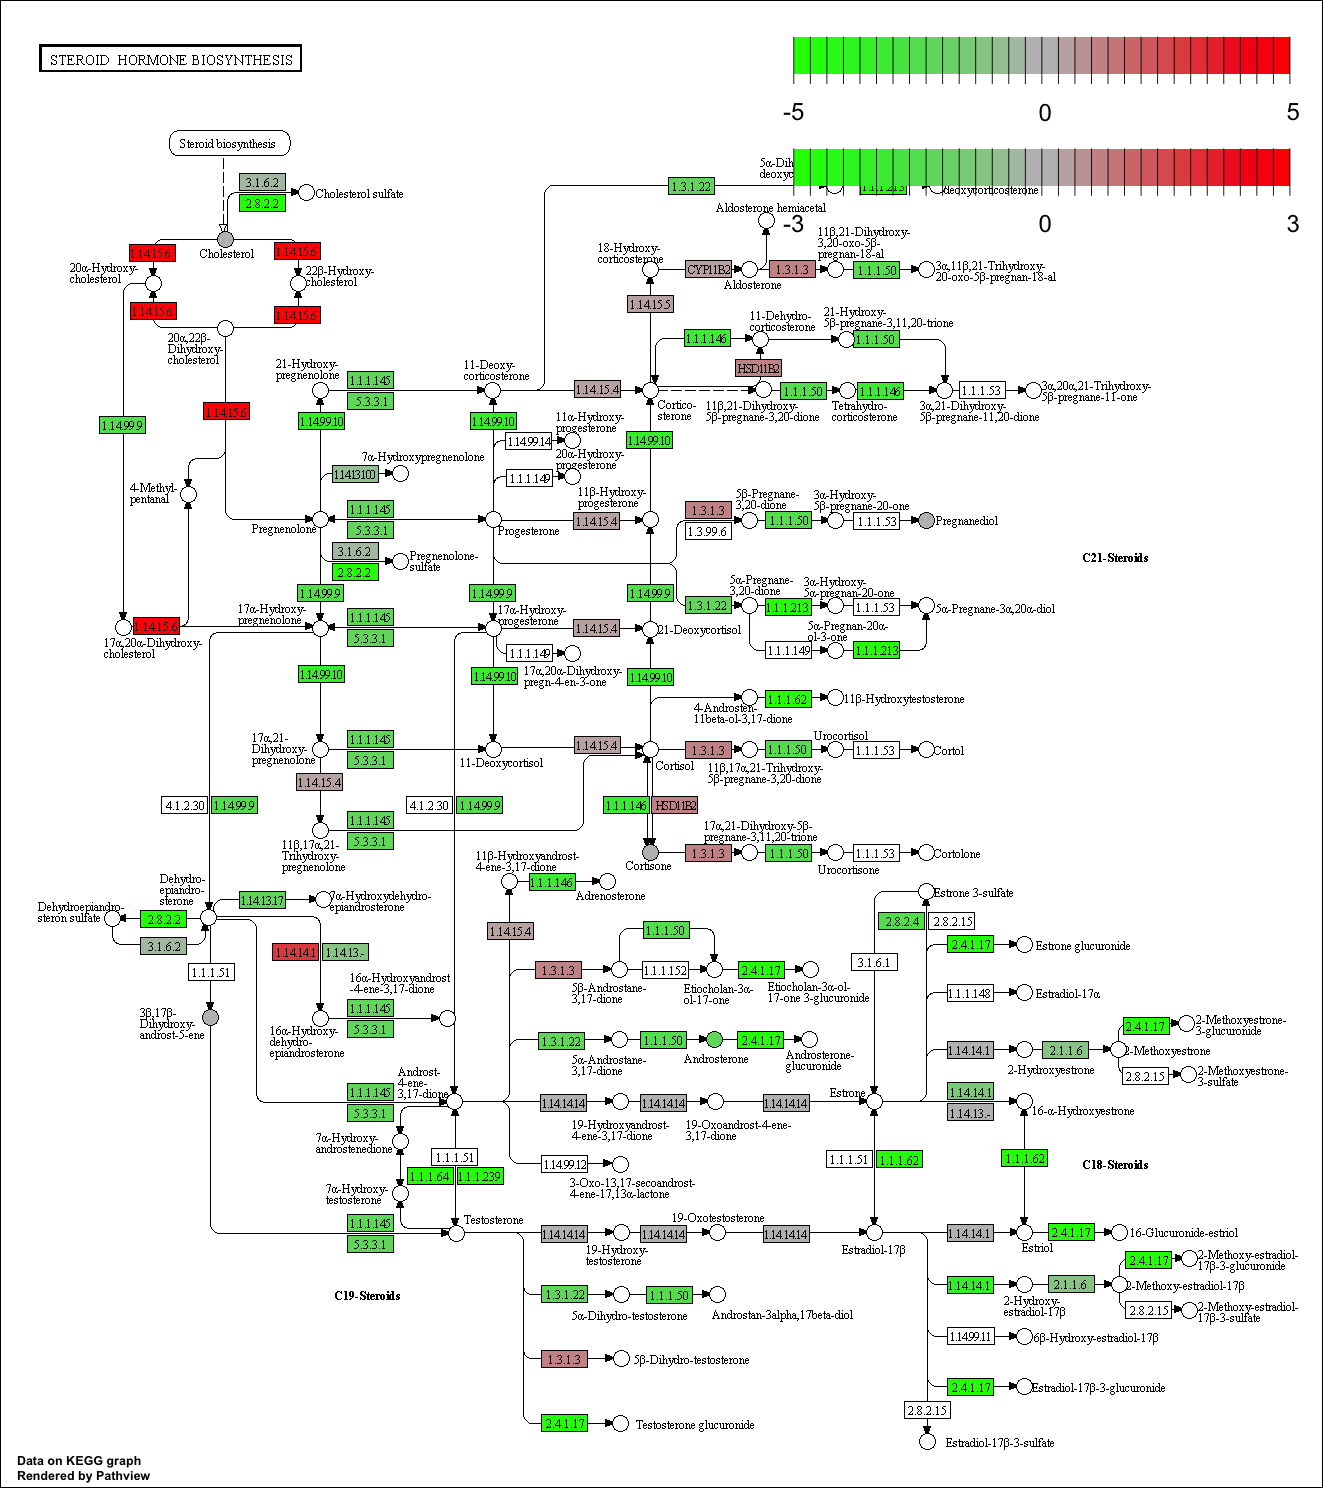 STEROID HORMONE BIOSYNTHESIS
-5 0 5
-3 0 3
Steroid biosynthesis
3.1.6.2
2.8.2.2
Cholesterol sulfate
1.14.15.6
Cholesterol
1.14.15.6
20α-Hydroxy-
cholesterol
22β-Hydroxy-
cholesterol
1.14.15.6
1.14.15.6
20α,22β-
Dihydroxy-
cholesterol
1.14.15.6
1.14.99.9
4-Methyl-
pentanal
1.14.15.6
17α,20α-Dihydroxy-
cholesterol
1.3.1.22
5α-Dih
deoxyc
1.1.1.213
deoxycorticosterone
Aldosterone hemiacetal
18-Hydroxy-
corticosterone
CYP11B2
Aldosterone
1.3.1.3
11β,21-Dihydroxy-
3,20-oxo-5β-
pregnan-18-al
1.1.1.50
3α,11β,21-Trihydroxy-
20-oxo-5β-pregnan-18-al
1.14.15.5
1.1.1.146
11-Dehydro-
corticosterone
21-Hydroxy-
5β-pregnane-3,11,20-trione
1.1.1.50
HSD11B2
21-Hydroxy-
pregnenolone
1.1.1.145
5.3.3.1
11-Deoxy-
corticosterone
1.14.15.4
Cortico-
sterone
1.1.1.50
11β,21-Dihydroxy-
5β-pregnane-3,20-dione
1.1.1.146
Tetrahydro-
corticosterone
3α,21-Dihydroxy-
5β-pregnane-11,20-dione
1.1.1.53
3α,20α,21-Trihydroxy-
5β-pregnane-11-one
1.14.99.10
1.14.99.10
1.14.99.10
11α-Hydroxy-
progesterone
1.14.99.14
20α-Hydroxy-
progesterone
1.1.1.149
7α-Hydroxypregnenolone
1.14.13.100
11β-Hydroxy-
progesterone
Pregnenolone
1.1.1.145
5.3.3.1
Progesterone
1.14.15.4
1.3.1.3
1.3.99.6
5β-Pregnane-
3,20-dione
1.1.1.50
3α-Hydroxy-
5β-pregnane-20-one
1.1.1.53
Pregnanediol
3.1.6.2
2.8.2.2
Pregnenolone-
sulfate
C21-Steroids
1.14.99.9
1.14.99.9
1.14.99.9
1.3.1.22
5α-Pregnane-
3,20-dione
1.1.1.213
3α-Hydroxy-
5α-pregnan-20-one
1.1.1.53
5α-Pregnane-3α,20α-diol
1.1.1.149
5α-Pregnan-20α-
ol-3-one
1.1.1.213
17α-Hydroxy-
pregnenolone
1.1.1.145
5.3.3.1
17α-Hydroxy-
progesterone
1.14.15.4
21-Deoxycortisol
1.1.1.149
17α,20α-Dihydroxy-
pregn-4-en-3-one
1.14.99.10
1.14.99.10
1.14.99.10
4-Androsten-
11beta-ol-3,17-dione
1.1.1.62
11β-Hydroxytestosterone
17α,21-
Dihydroxy-
pregnenolone
1.1.1.145
5.3.3.1
11-Deoxycortisol
1.14.15.4
Cortisol
1.3.1.3
11β,17α,21-Trihydroxy-
5β-pregnane-3,20-dione
1.1.1.50
Urocortisol
1.1.1.53
Cortol
1.14.15.4
4.1.2.30
1.14.99.9
4.1.2.30
1.14.99.9
1.1.1.146
HSD11B2
11β,17α,21-
Trihydroxy-
pregnenolone
1.1.1.145
5.3.3.1
Cortisone
1.3.1.3
17α,21-Dihydroxy-5β-
pregnane-3,11,20-trione
1.1.1.50
Urocortisone
1.1.1.53
Cortolone
Dehydro-
epiandro-
sterone
Dehydroepiandro-
steron sulfate
2.8.2.2
3.1.6.2
1.14.13.17
7α-Hydroxydehydro-
epiandrosterone
1.1.1.51
1.14.14.1
1.14.13.-
3β,17β-
Dihydroxy-
androst-5-ene
16α-Hydroxyandrost
-4-ene-3,17-dione
16α-Hydroxy-
dehydro-
epiandrosterone
1.1.1.145
5.3.3.1
11β-Hydroxyandrost-
4-ene-3,17-dione
1.1.1.146
Adrenosterone
1.14.15.4
1.1.1.50
1.3.1.3
5β-Androstane-
3,17-dione
1.1.1.152
Etiocholan-3α-
ol-17-one
2.4.1.17
Etiocholan-3α-ol-
17-one 3-glucuronide
1.3.1.22
5α-Androstane-
3,17-dione
1.1.1.50
Androsterone
2.4.1.17
Androsterone-
glucuronide
Estrone 3-sulfate
2.8.2.4
2.8.2.15
3.1.6.1
2.4.1.17
Estrone glucuronide
1.1.1.148
Estradiol-17α
1.14.14.1
2-Hydroxyestrone
2.1.1.6
2-Methoxyestrone
2.4.1.17
2-Methoxyestrone-
3-glucuronide
2.8.2.15
2-Methoxyestrone-
3-sulfate
1.1.1.145
5.3.3.1
Androst-
4-ene-
3,17-dione
1.14.14.14
19-Hydroxyandrost-
4-ene-3,17-dione
1.14.14.14
19-Oxoandrost-4-ene-
3,17-dione
1.14.14.14
Estrone
1.14.14.1
1.14.13.-
16-α-Hydroxyestrone
7α-Hydroxy-
androstenedione
1.1.1.51
1.1.1.64
1.1.1.239
1.14.99.12
3-Oxo-13,17-secoandrost-
4-ene-17,13α-lactone
1.1.1.51
1.1.1.62
1.1.1.62
C18-Steroids
7α-Hydroxy-
testosterone
1.1.1.145
5.3.3.1
Testosterone
1.14.14.14
19-Hydroxy-
testosterone
1.14.14.14
19-Oxotestosterone
1.14.14.14
Estradiol-17β
1.14.14.1
Estriol
2.4.1.17
16-Glucuronide-estriol
C19-Steroids
1.3.1.22
5α-Dihydro-testosterone
1.1.1.50
Androstan-3alpha,17beta-diol
1.14.14.1
2-Hydroxy-
estradiol-17β
2.1.1.6
2-Methoxy-estradiol-17β
2.4.1.17
2-Methoxy-estradiol-
17β-3-glucuronide
2.8.2.15
2-Methoxy-estradiol-
17β-3-sulfate
1.14.99.11
6β-Hydroxy-estradiol-17β
1.3.1.3
5β-Dihydro-testosterone
2.4.1.17
Estradiol-17β-3-glucuronide
2.4.1.17
Testosterone glucuronide
2.8.2.15
Estradiol-17β-3-sulfate
Data on KEGG graph
Rendered by Pathview